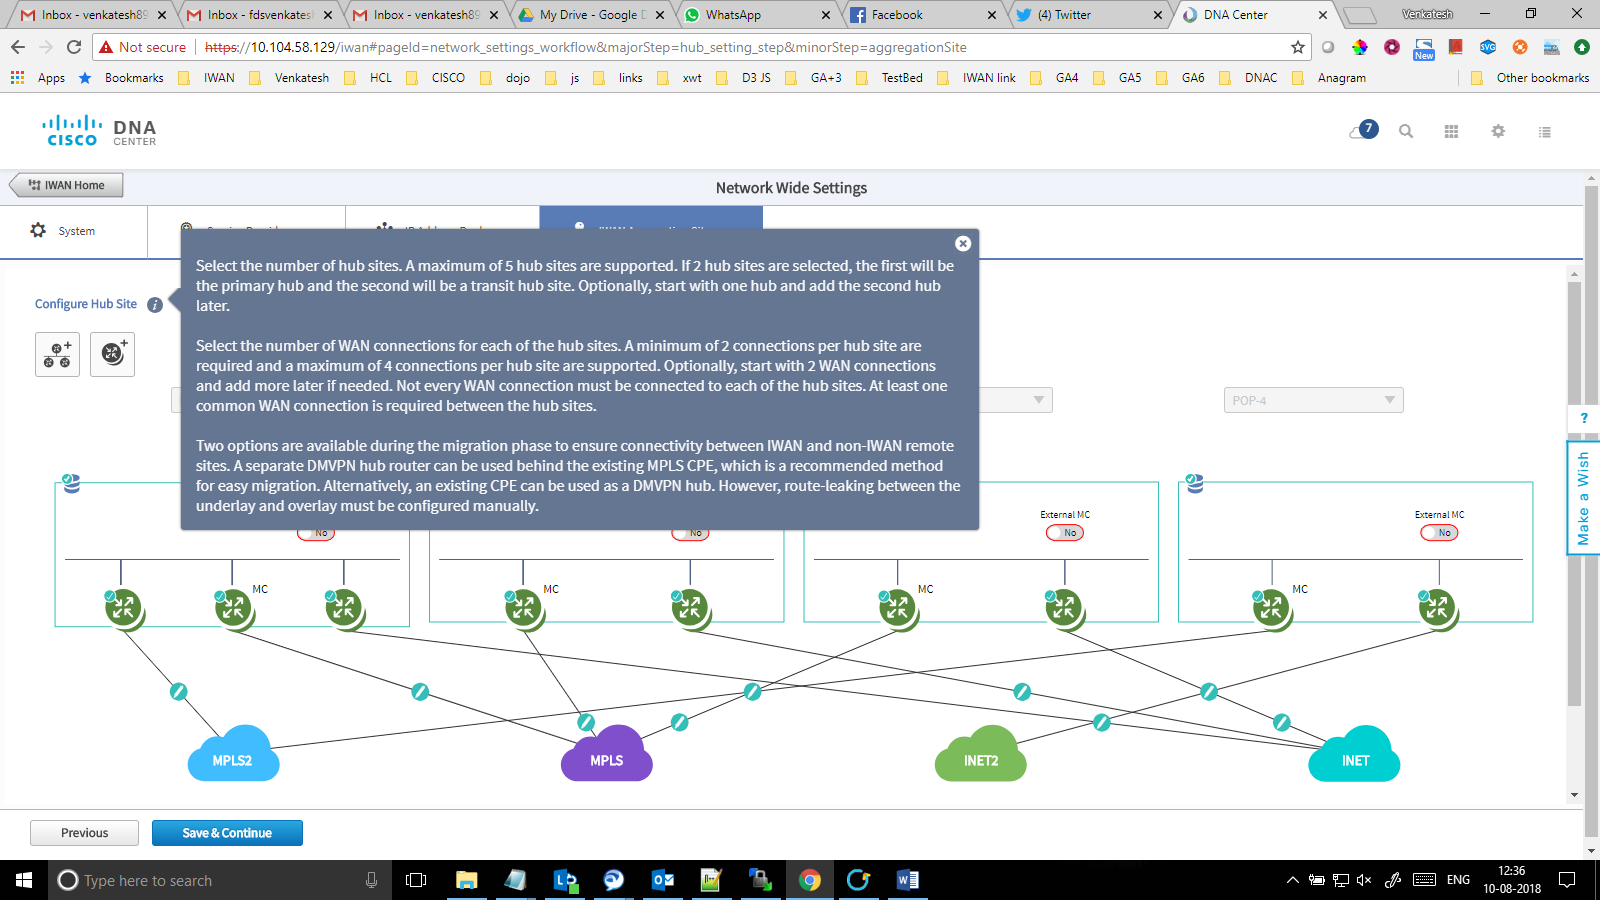 Inbox - venkatesh89
Inbox - fdsvenkatesh
Inbox - venkatesh89
My Drive - Google D
WhatsApp
Facebook
(4) Twitter
DNA Center
Venkatesh
Not secure
https://10.104.58.129/iwan#pageId=network_settings_workflow&majorStep=hub_setting_step&minorStep=aggregationSite
New
SVG
Apps
Bookmarks
IWAN
Venkatesh
HCL
CISCO
dojo
js
links
xwt
D3 JS
GA+3
TestBed
IWAN link
GA4
GA5
GA6
DNAC
Anagram
Other bookmarks
CISCO
DNA
CENTER
7
IWAN Home
Network Wide Settings
System
Select the number of hub sites. A maximum of 5 hub sites are supported. If 2 hub sites are selected, the first will be
the primary hub and the second will be a transit hub site. Optionally, start with one hub and add the second hub
later.
Configure Hub Site
i
Select the number of WAN connections for each of the hub sites. A minimum of 2 connections per hub site are
required and a maximum of 4 connections per hub site are supported. Optionally, start with 2 WAN connections
and add more later if needed. Not every WAN connection must be connected to each of the hub sites. At least one
common WAN connection is required between the hub sites.
POP-4
?
Two options are available during the migration phase to ensure connectivity between IWAN and non-IWAN remote
sites. A separate DMVPN hub router can be used behind the existing MPLS CPE, which is a recommended method
for easy migration. Alternatively, an existing CPE can be used as a DMVPN hub. However, route-leaking between the
underlay and overlay must be configured manually.
Make a Wish
External MC
External MC
No
No
No
No
MC
MC
MC
MC
MPLS2
MPLS
INET2
INET
Previous
Save & Continue
Type here to search
ENG
12:36
10-08-2018